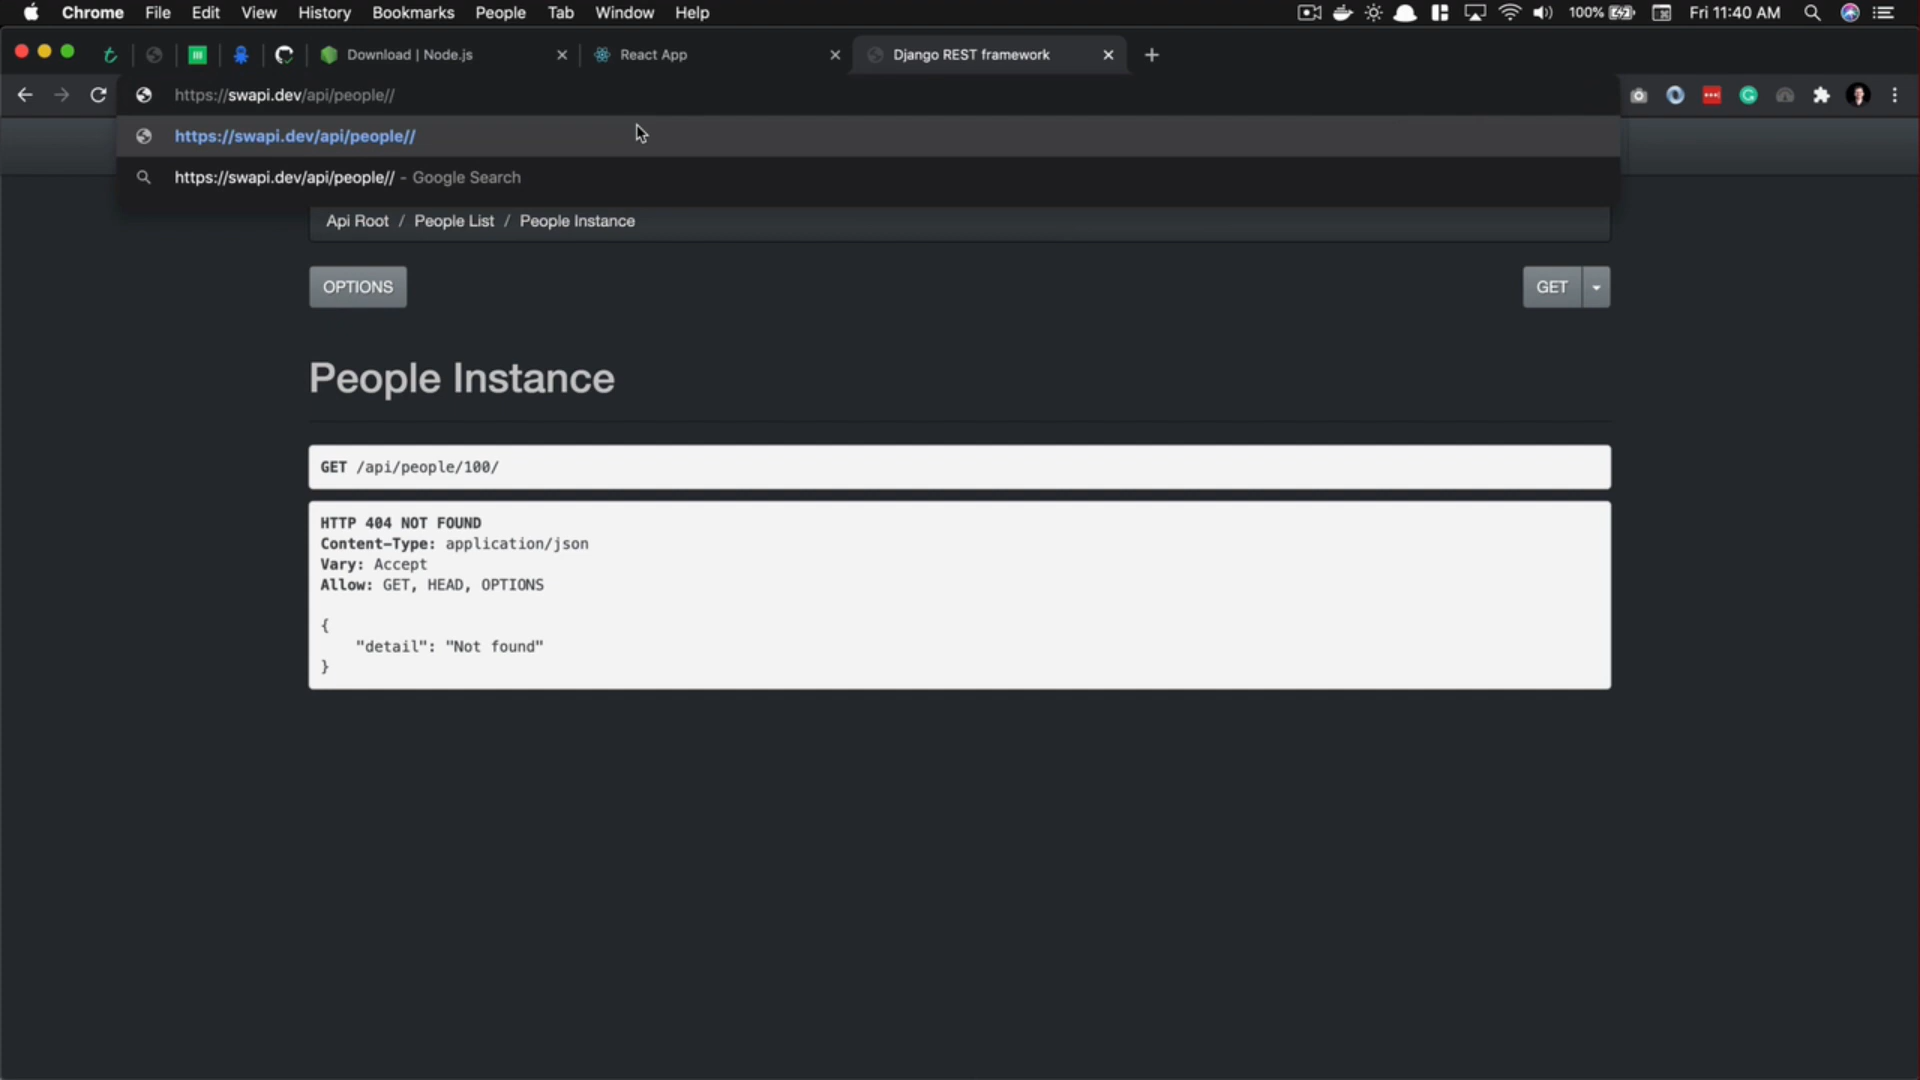 Chrome File Edit View History Bookmarks People Tab Window Help 100% Fri 11:40 AM
Download | Node.js React App Django REST framework
https://swapi.dev/api/people//
https://swapi.dev/api/people//
https://swapi.dev/api/people// - Google Search
Api Root / People List / People Instance
OPTIONS GET
People Instance
GET /api/people/100/
HTTP 404 NOT FOUND
Content-Type: application/json
Vary: Accept
Allow: GET, HEAD, OPTIONS
{
"detail": "Not found"
}